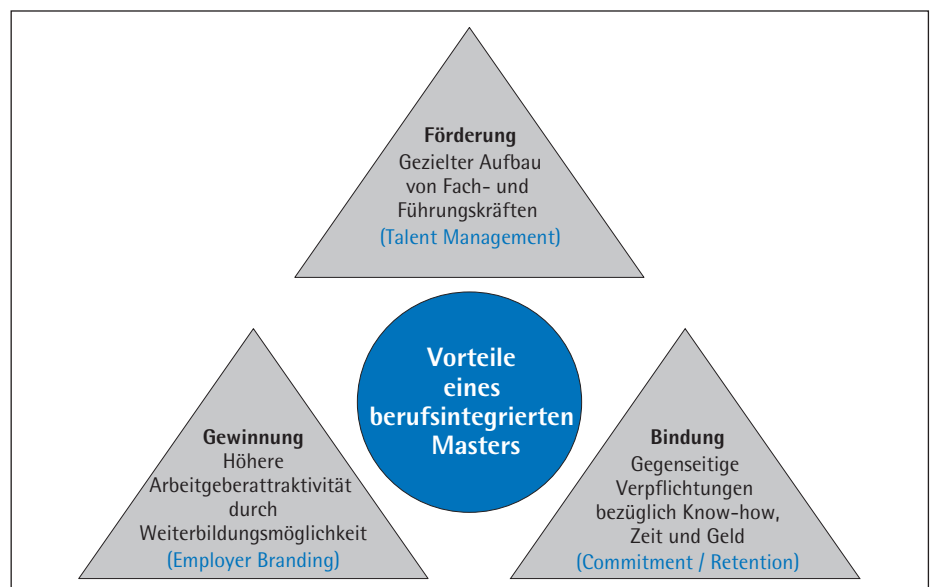 Förderung
Gezielter Aufbau
von Fach- und
Führungskräften
(Talent Management)
Vorteile
eines
berufsintegrierten
Masters
Gewinnung
Höhere
Arbeitgeberattraktivität
durch
Weiterbildungsmöglichkeit
(Employer Branding)
Bindung
Gegenseitige
Verpflichtungen
bezüglich Know-how,
Zeit und Geld
(Commitment / Retention)